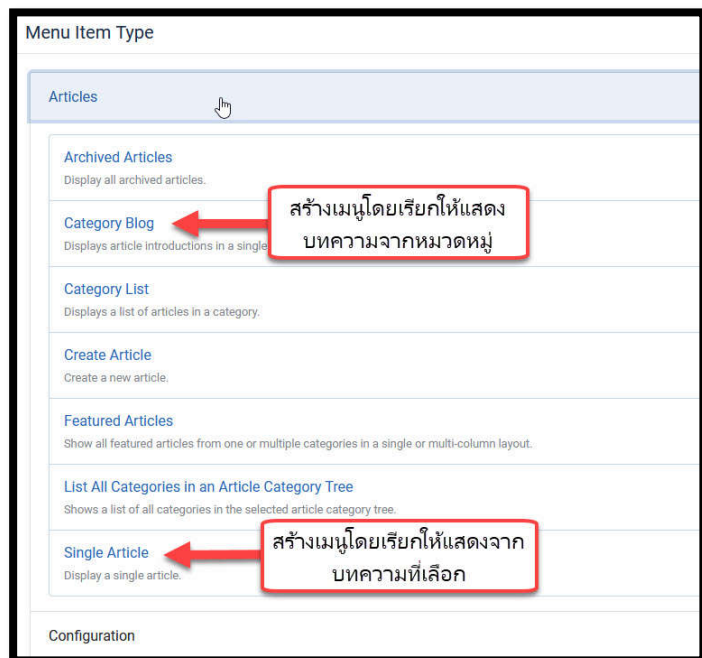 Menu Item Type
Articles
Archived Articles
Display all archived articles.
Category Blog
สร้างเมนูโดยเรียกให้แสดง
บทความจากหมวดหมู่
Displays article introductions in a single
Category List
Displays a list of articles in a category.
Create Article
Create a new article.
Featured Articles
Show all featured articles from one or multiple categories in a single or multi-column layout.
List All Categories in an Article Category Tree
Shows a list of all categories in the selected article category tree.
Single Article
Display a single article.
สร้างเมนูโดยเรียกให้แสดงจาก
บทความที่เลือก
Configuration